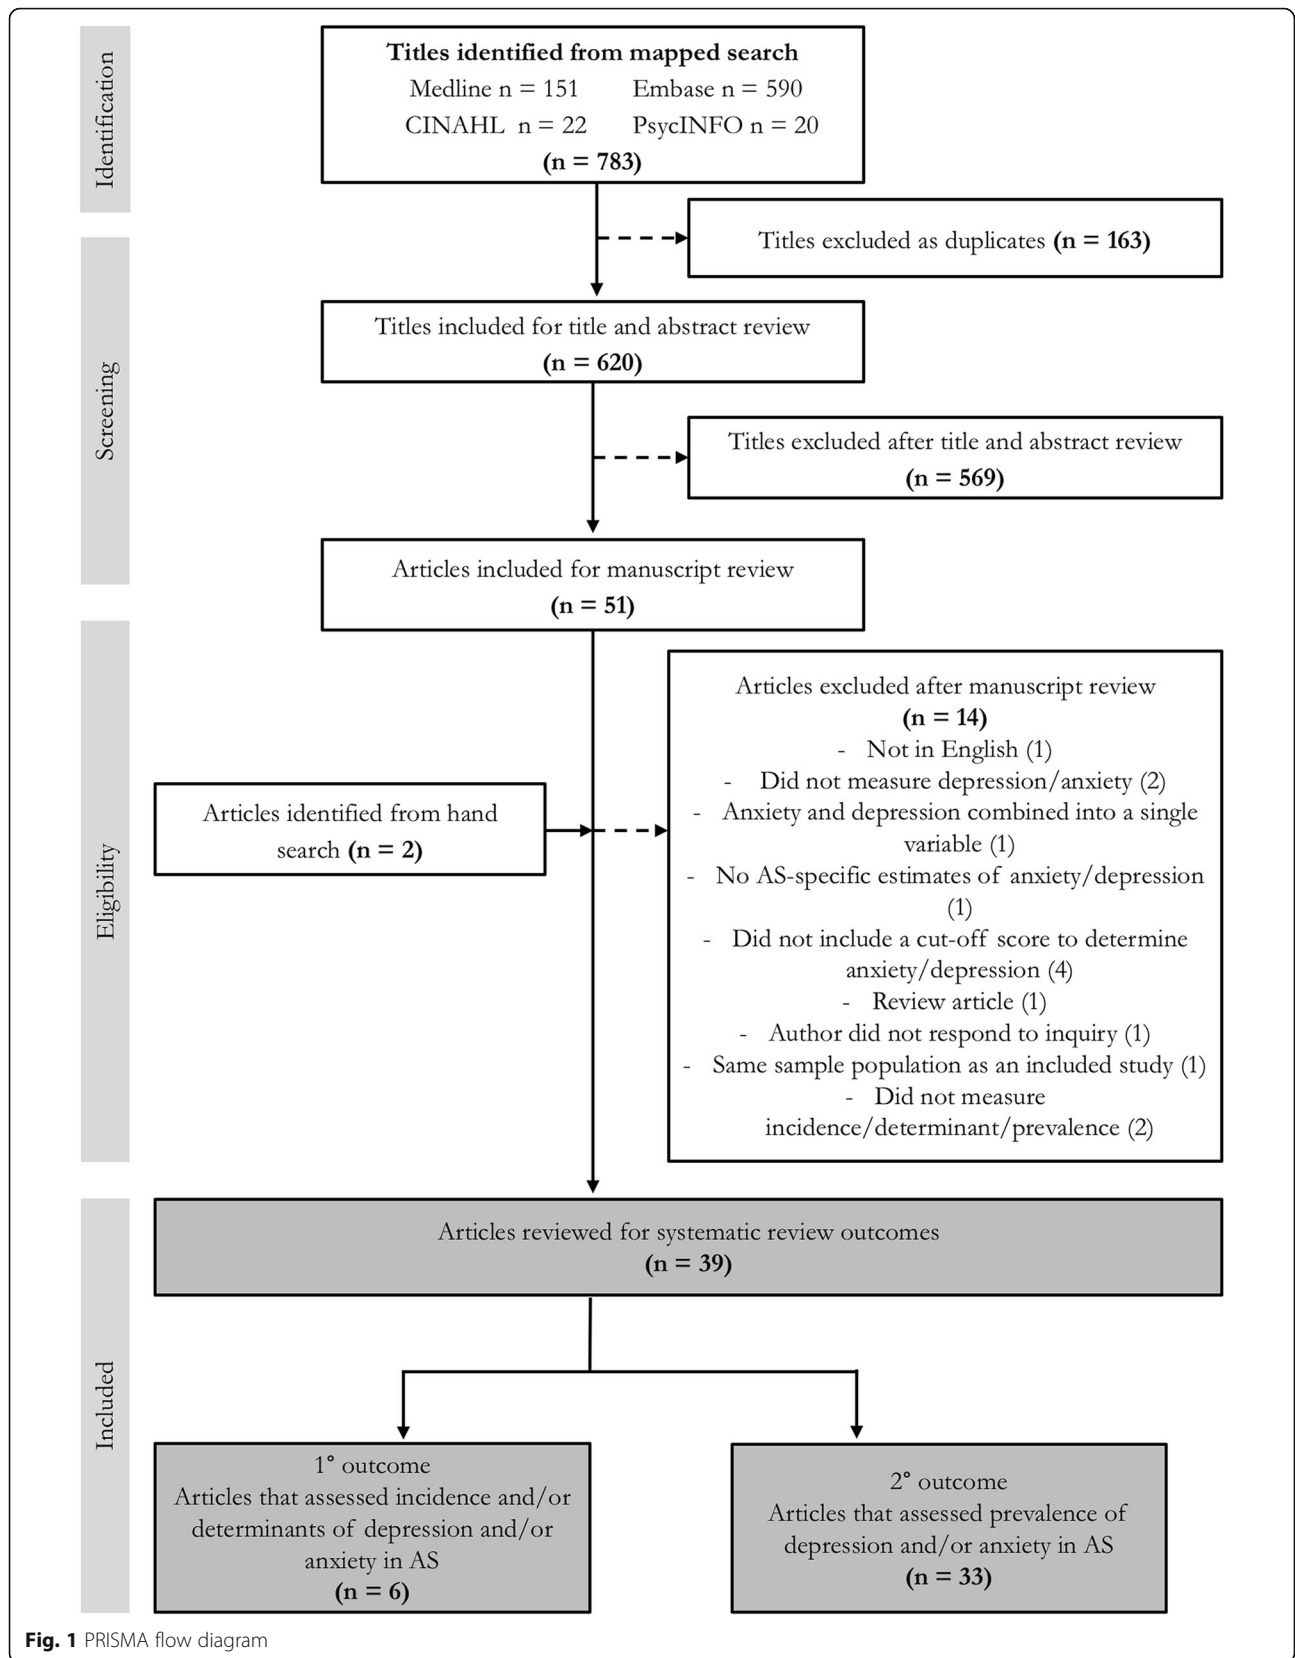 Identification
Titles identified from mapped search
Medline n = 151 Embase n = 590
CINAHL n = 22 PsycINFO n = 20
(n = 783)
Titles excluded as duplicates (n = 163)
Screening
Titles included for title and abstract review
(n = 620)
Titles excluded after title and abstract review
(n = 569)
Articles included for manuscript review
(n = 51)
Eligibility
Articles excluded after manuscript review
(n = 14)
- Not in English (1)
- Did not measure depression/anxiety (2)
- Anxiety and depression combined into a single
variable (1)
- No AS-specific estimates of anxiety/depression
(1)
- Did not include a cut-off score to determine
anxiety/depression (4)
- Review article (1)
- Author did not respond to inquiry (1)
- Same sample population as an included study (1)
- Did not measure
incidence/determinant/prevalence (2)
Articles identified from hand
search (n = 2)
Included
Articles reviewed for systematic review outcomes
(n = 39)
1° outcome
Articles that assessed incidence and/or
determinants of depression and/or
anxiety in AS
(n = 6)
2° outcome
Articles that assessed prevalence of
depression and/or anxiety in AS
(n = 33)
Fig. 1 PRISMA flow diagram